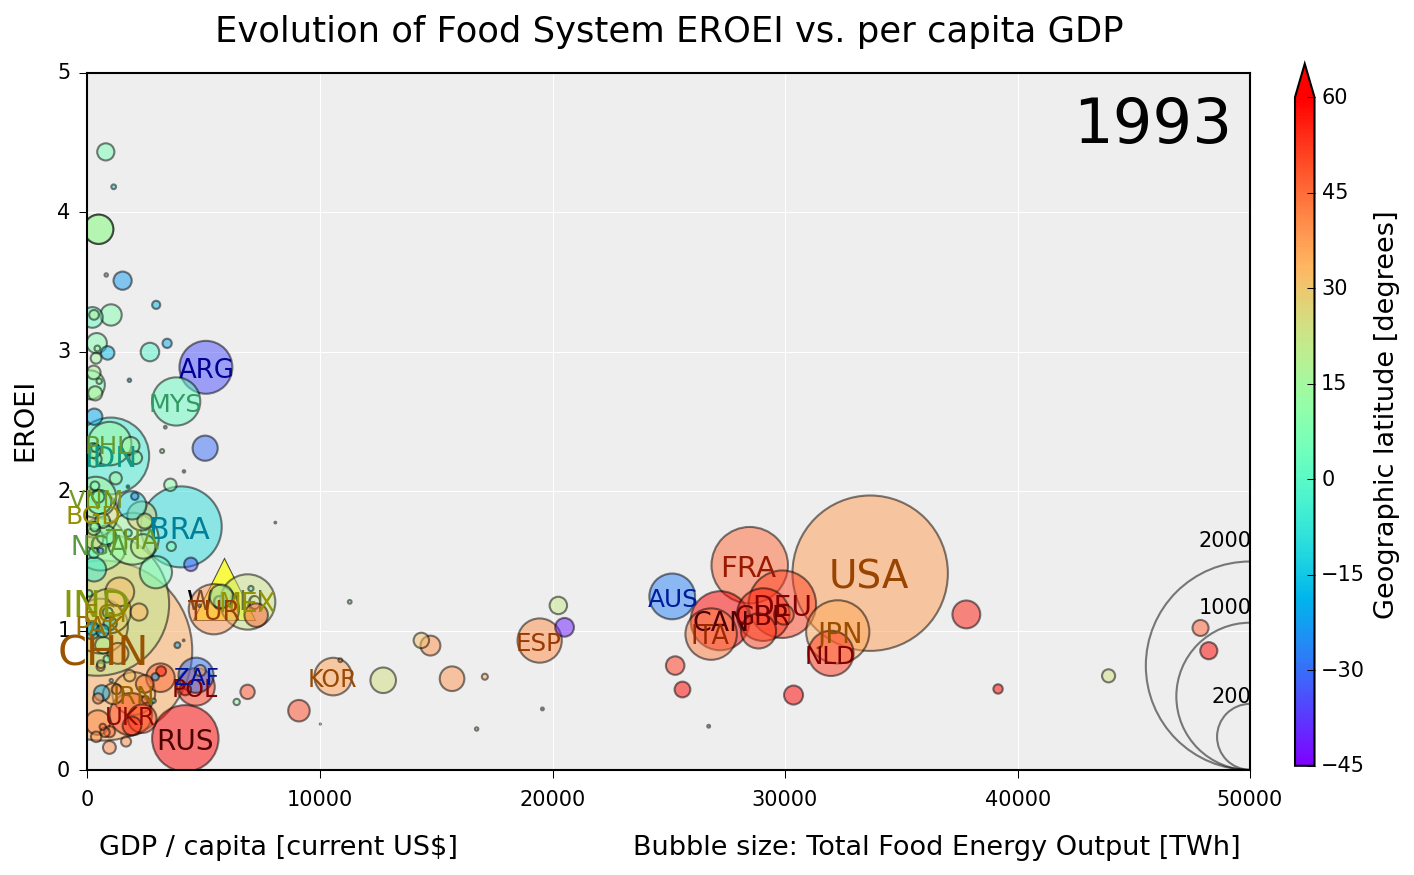 Evolution of Food System EROEI vs. per capita GDP
1993
5
4
3
2
1
0
EROEI
0
10000
20000
30000
40000
50000
GDP / capita [current US$]
Bubble size: Total Food Energy Output [TWh]
60
45
30
15
0
−15
−30
−45
Geographic latitude [degrees]
2000
1000
200
ARG
MYS
PHL
IDN
VNM
BGD
BRA
NGA
THA
FRA
USA
IND
TUR
MEX
AUS
DEU
CAN
GBR
ITA
JPN
CHN
ESP
NLD
KOR
ZAF
POL
IRN
UKR
RUS